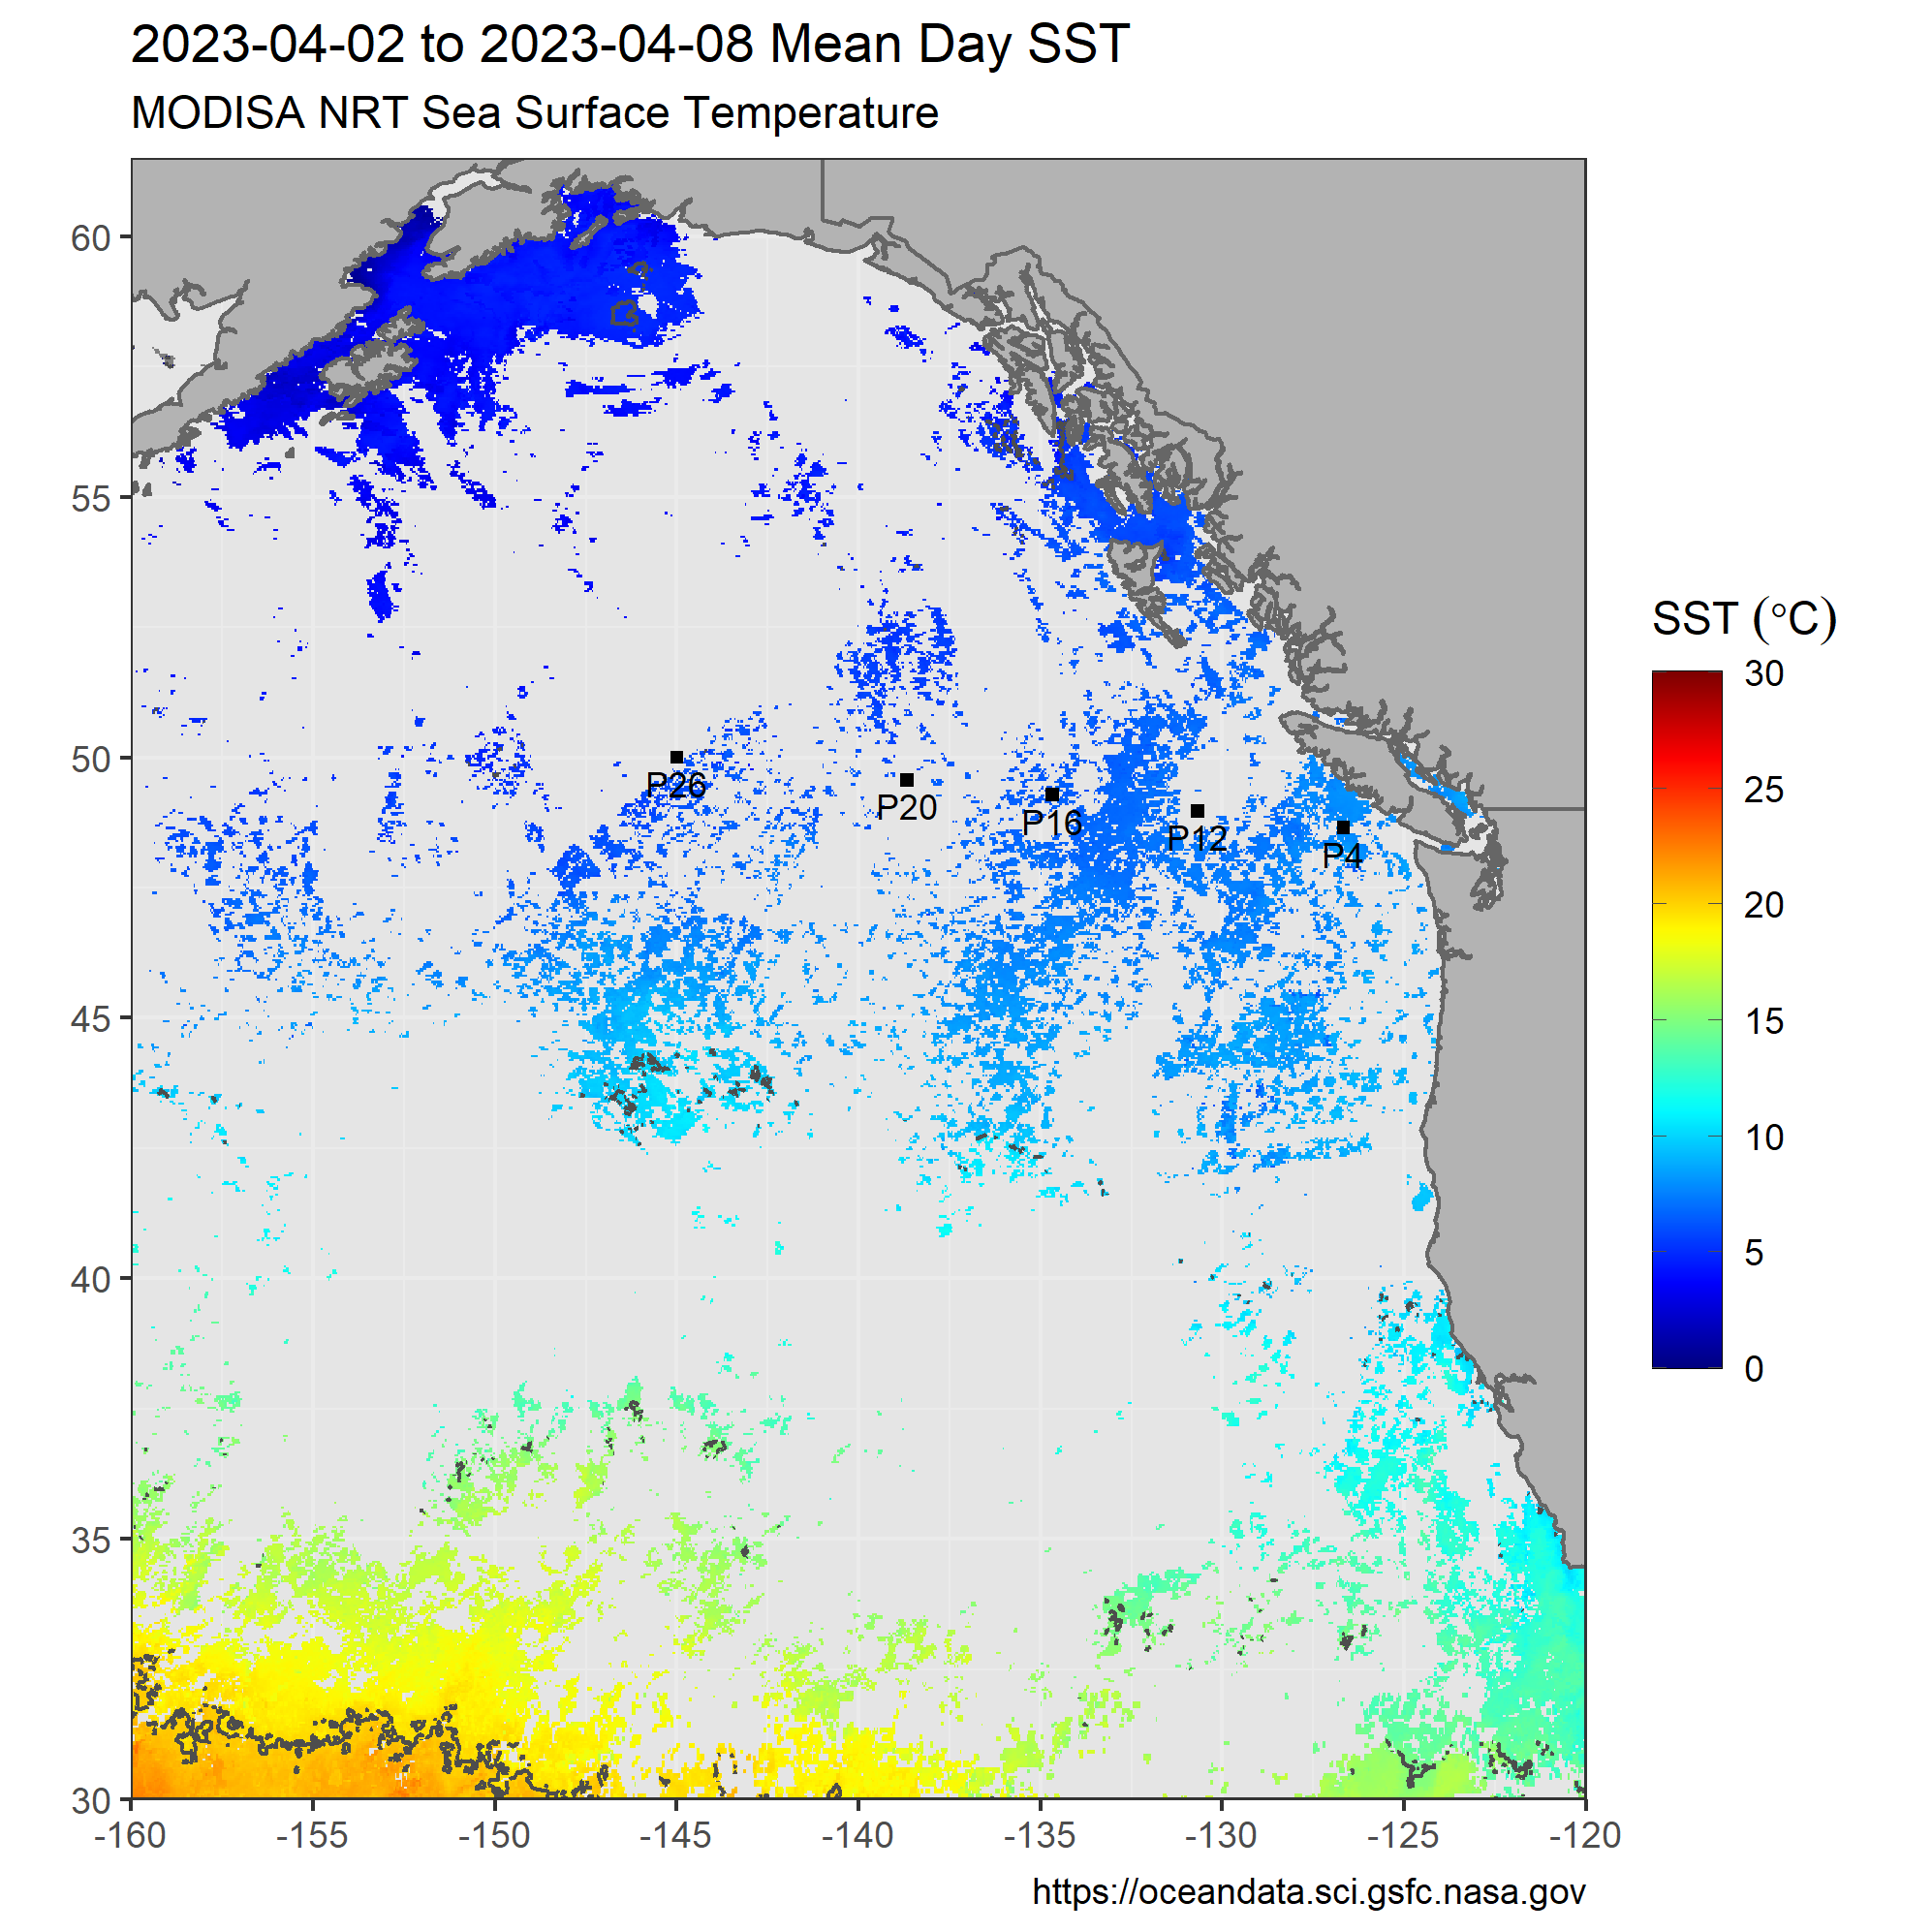 2023-04-02 to 2023-04-08 Mean Day SST
MODISA NRT Sea Surface Temperature
60
55
50
45
40
35
30
-160
-155
-150
-145
-140
-135
-130
-125
-120
P26
P20
P16
P12
P4
SST (°C)
30
25
20
15
10
5
0
https://oceandata.sci.gsfc.nasa.gov